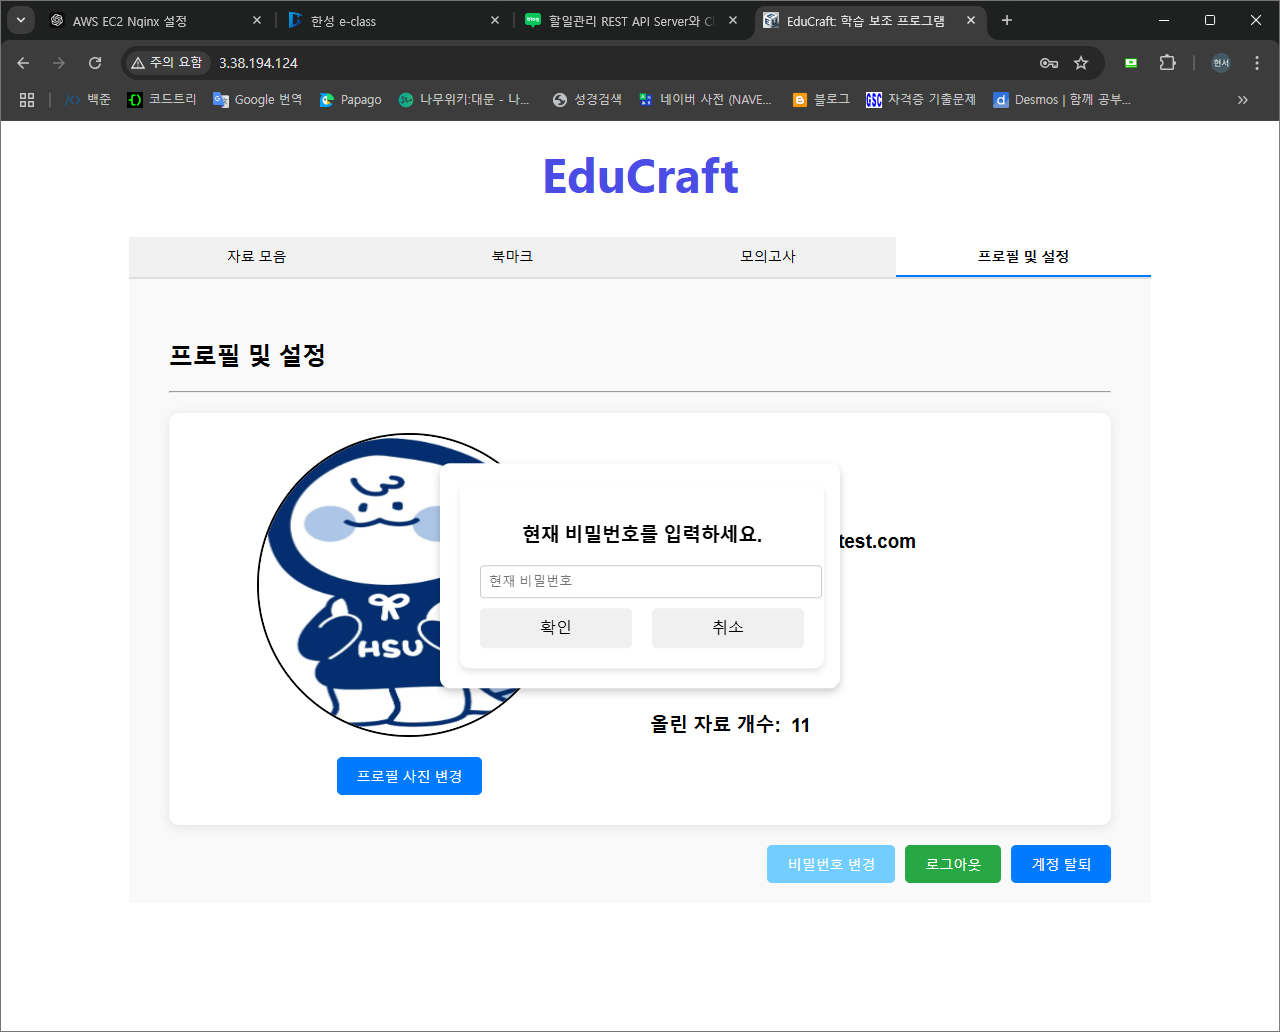 AWS EC2 Nginx 설정
한성 e-class
할일관리 REST API Server와 Cl
EduCraft: 학습 보조 프로그램
주의 요함
3.38.194.124
현서
백준
코드트리
Google 번역
Papago
나무위키:대문 - 나...
성경검색
네이버 사전 (NAVE...
블로그
GSC 자격증 기출문제
Desmos | 함께 공부...
EduCraft
자료 모음
북마크
모의고사
프로필 및 설정
프로필 및 설정
HSU
현재 비밀번호를 입력하세요.
test.com
현재 비밀번호
확인
취소
올린 자료 개수: 11
프로필 사진 변경
비밀번호 변경
로그아웃
계정 탈퇴